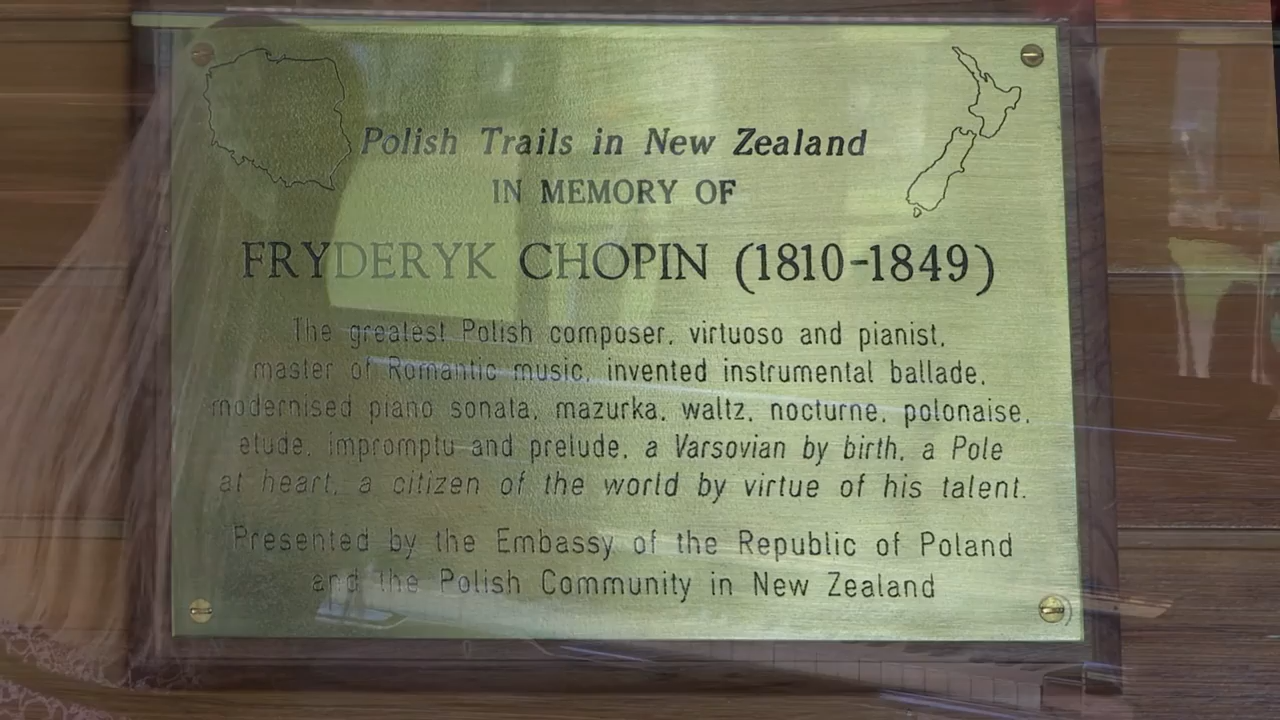 Polish Trails in New Zealand
IN MEMORY OF
FRYDERYK CHOPIN (1810-1849)
The greatest Polish composer, virtuoso and pianist,
master of Romantic music, invented instrumental ballade,
modernised piano sonata, mazurka, waltz, nocturne, polonaise,
etude, impromptu and prelude, a Varsovian by birth, a Pole
at heart, a citizen of the world by virtue of his talent.
Presented by the Embassy of the Republic of Poland
and the Polish Community in New Zealand